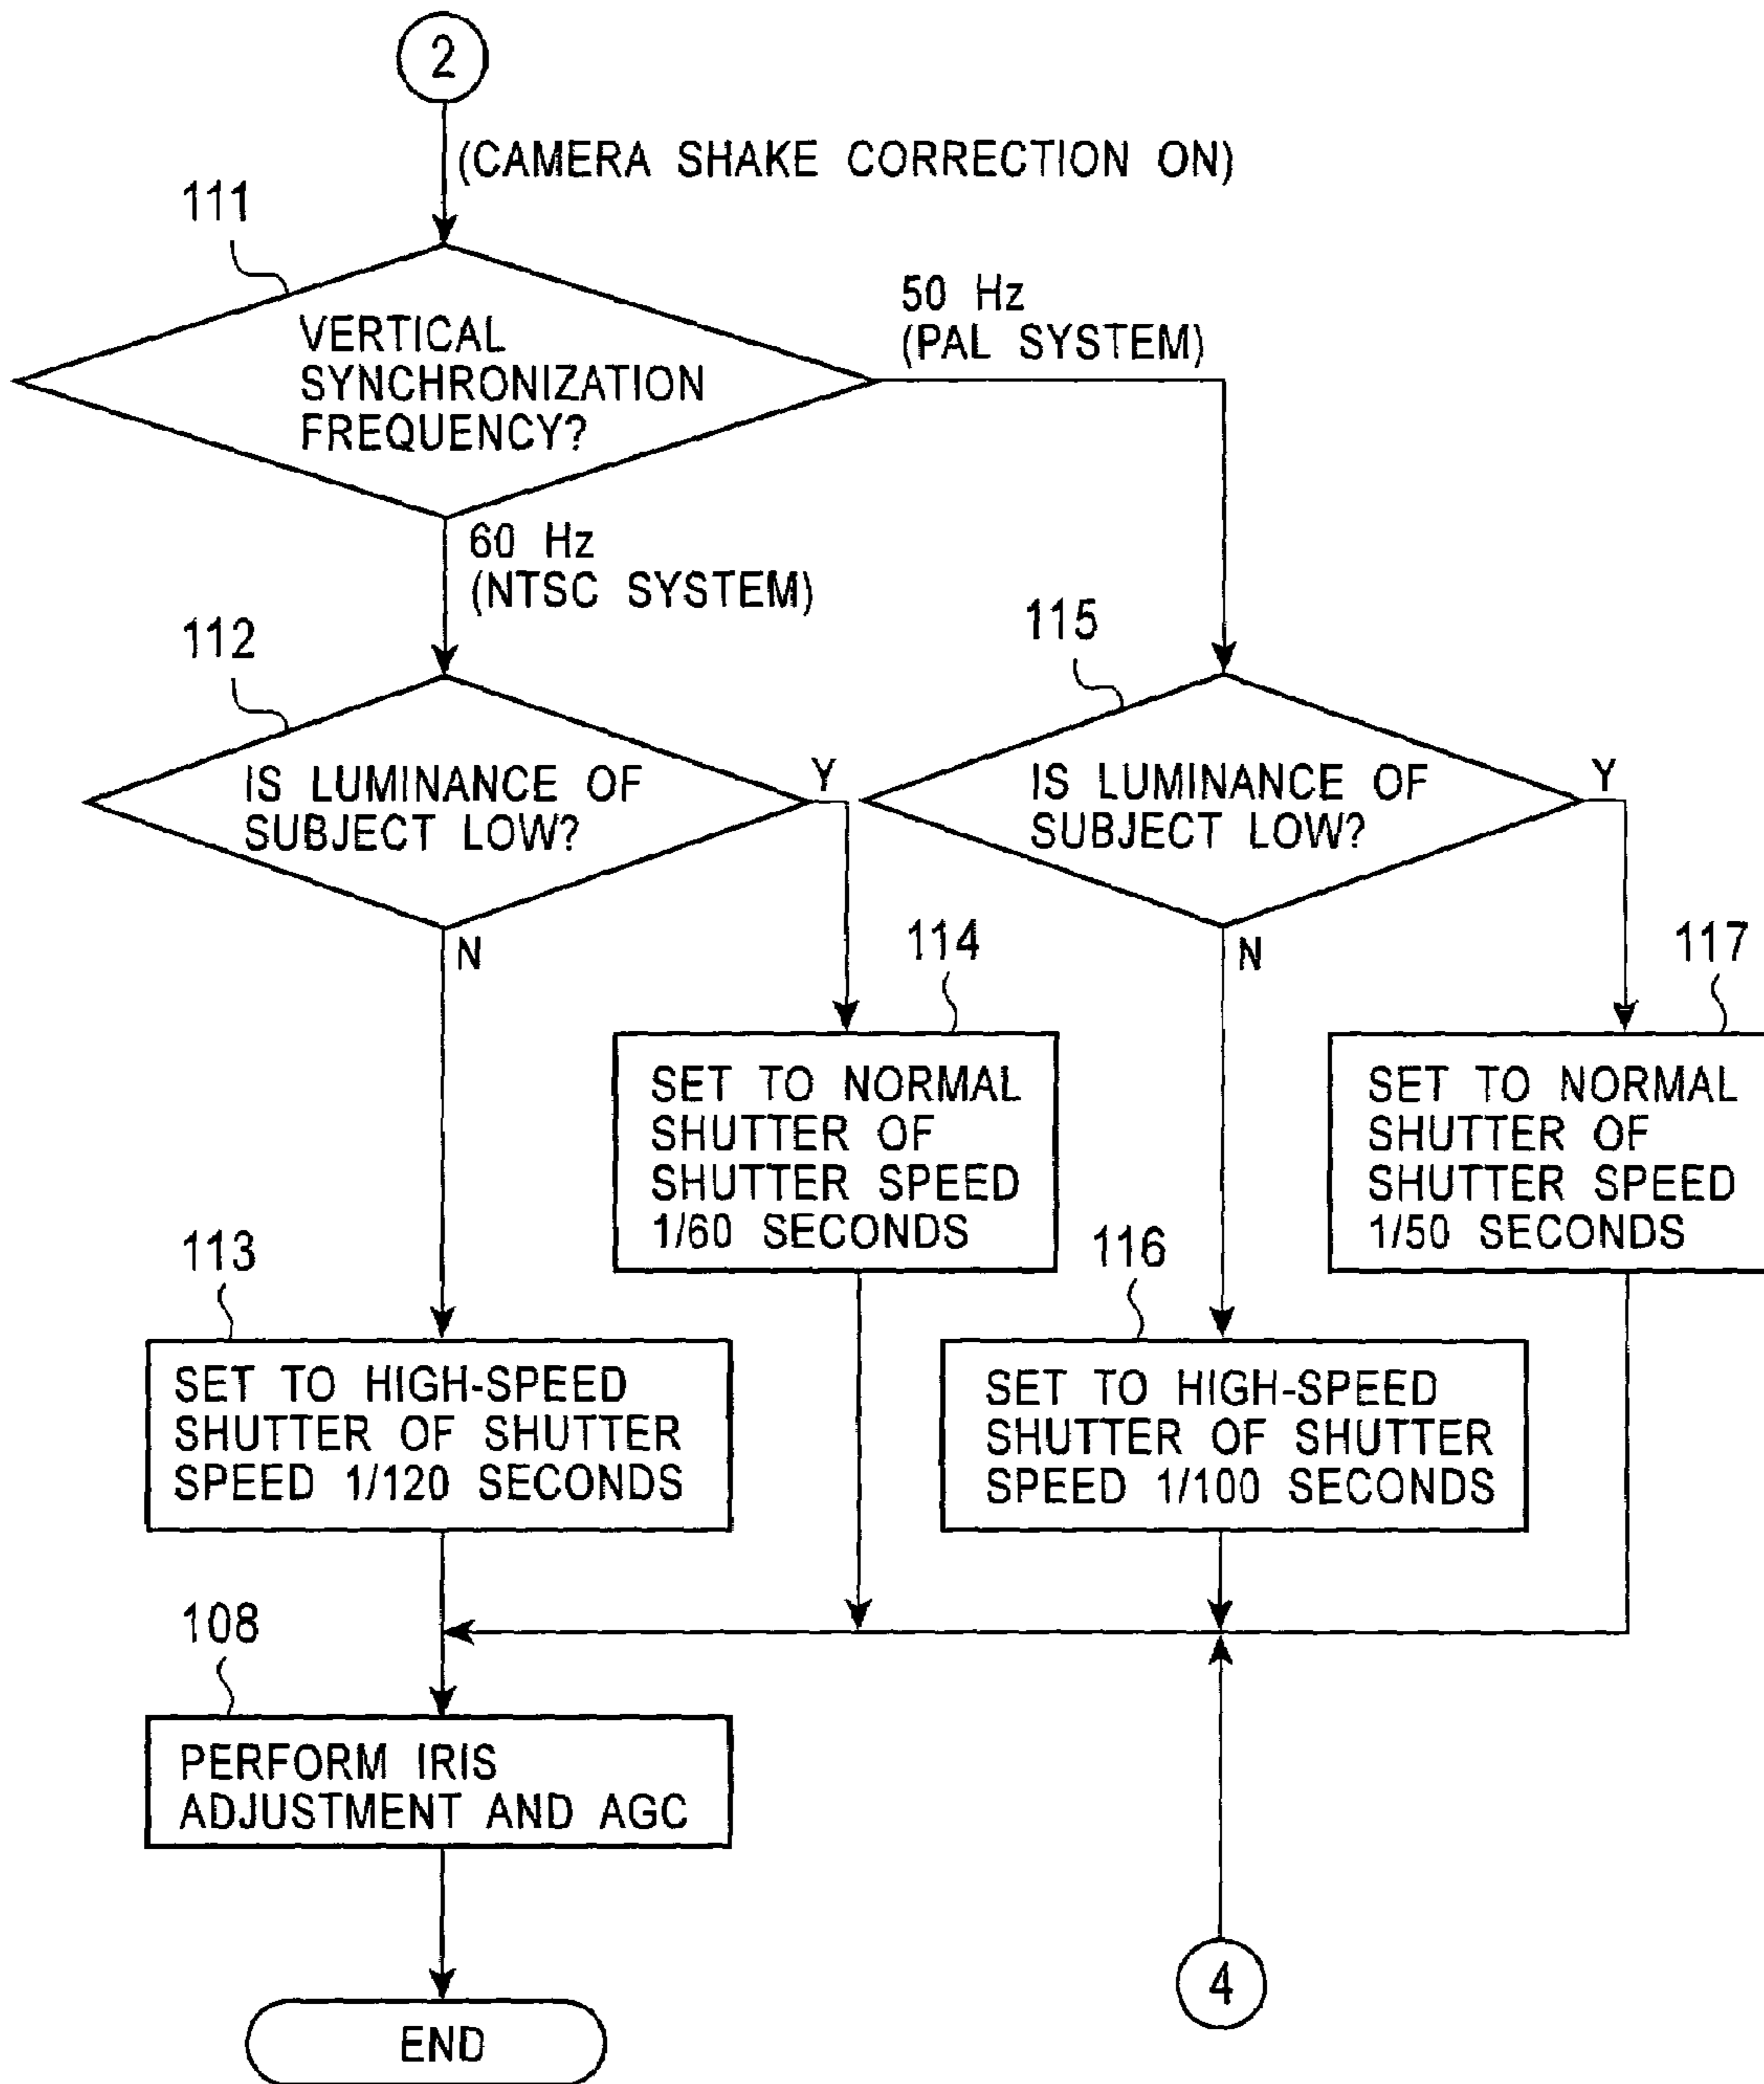 2
(CAMERA SHAKE CORRECTION ON)
111
VERTICAL
SYNCHRONIZATION
FREQUENCY?
50 Hz
(PAL SYSTEM)
60 Hz
(NTSC SYSTEM)
112
IS LUMINANCE OF
SUBJECT LOW?
Y
N
115
IS LUMINANCE OF
SUBJECT LOW?
Y
N
114
SET TO NORMAL
SHUTTER OF
SHUTTER SPEED
1/60 SECONDS
117
SET TO NORMAL
SHUTTER OF
SHUTTER SPEED
1/50 SECONDS
113
SET TO HIGH-SPEED
SHUTTER OF SHUTTER
SPEED 1/120 SECONDS
116
SET TO HIGH-SPEED
SHUTTER OF SHUTTER
SPEED 1/100 SECONDS
108
PERFORM IRIS
ADJUSTMENT AND AGC
4
END